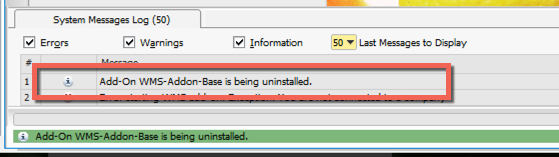 System Messages Log (50)
Errors Warnings Information 50 Last Messages to Display
# Message
1 Add-On WMS-Addon-Base is being uninstalled.
2
Add-On WMS-Addon-Base is being uninstalled.